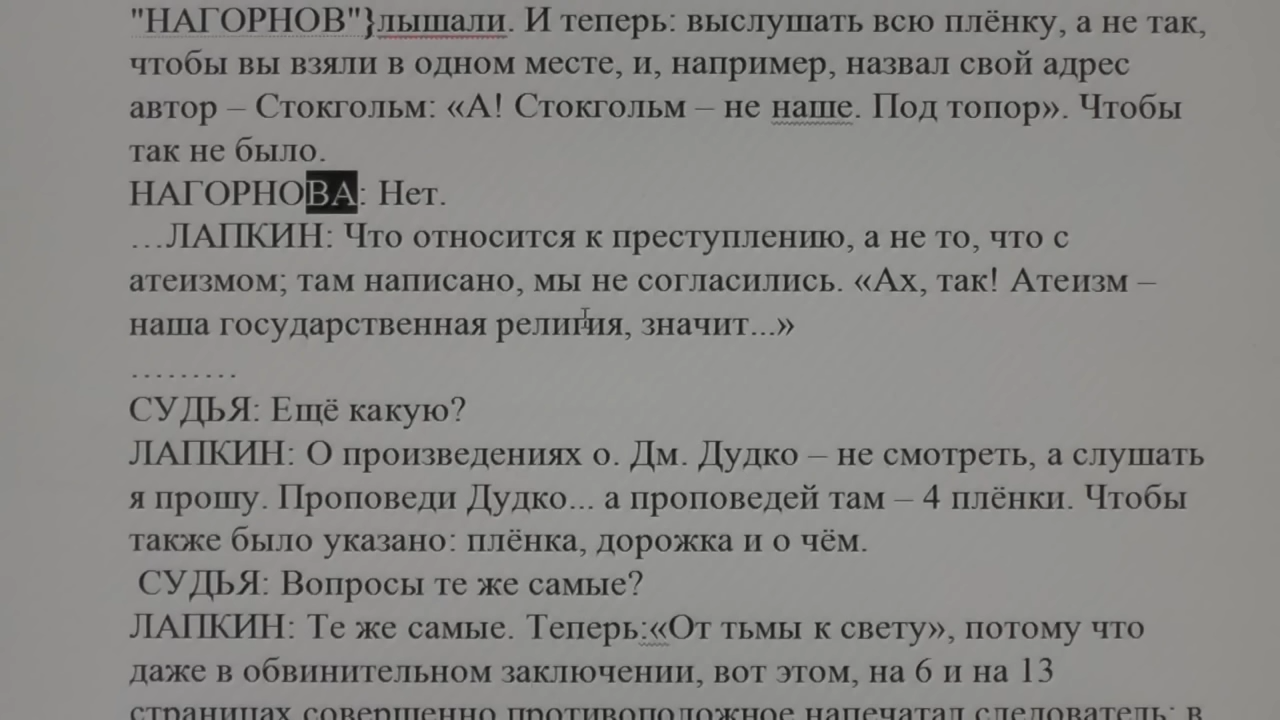 "НАГОРНОВ"}лышали. И теперь: выслушать всю плёнку, а не так,
чтобы вы взяли в одном месте, и, например, назвал свой адрес
автор – Стокгольм: «А! Стокгольм – не наше. Под топор». Чтобы
так не было.
НАГОРНОВА: Нет.
…ЛАПКИН: Что относится к преступлению, а не то, что с
атеизмом; там написано, мы не согласились. «Ах, так! Атеизм –
наша государственная религия, значит...»
………
СУДЬЯ: Ещё какую?
ЛАПКИН: О произведениях о. Дм. Дудко – не смотреть, а слушать
я прошу. Проповеди Дудко... а проповедей там – 4 плёнки. Чтобы
также было указано: плёнка, дорожка и о чём.
СУДЬЯ: Вопросы те же самые?
ЛАПКИН: Те же самые. Теперь:«От тьмы к свету», потому что
даже в обвинительном заключении, вот этом, на 6 и на 13
страницах совершенно противоположное напечатал следователь: в